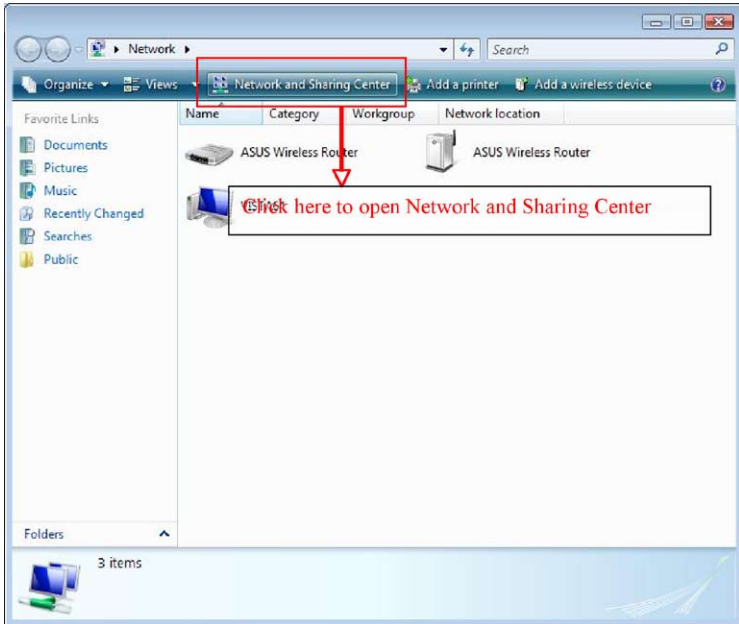 Network
Search
Organize Views Network and Sharing Center Add a printer Add a wireless device
Favorite Links
Name Category Workgroup Network location
Documents
Pictures
Music
Recently Changed
Searches
Public
ASUS Wireless Router ASUS Wireless Router
Click here to open Network and Sharing Center
Folders
3 items